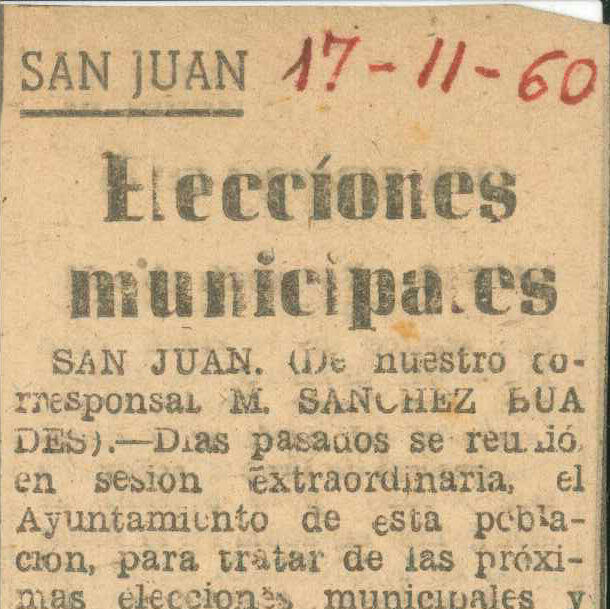 SAN JUAN 17-11-60
Elecciones
municipales
SAN JUAN. (De nuestro co-
rresponsal M. SANCHEZ BUA
DES).—Dias pasados se reunió
en sesion extraordinaria, el
Ayuntamiento de esta pobla-
cion, para tratar de las próxi-
mas elecciones municipales y